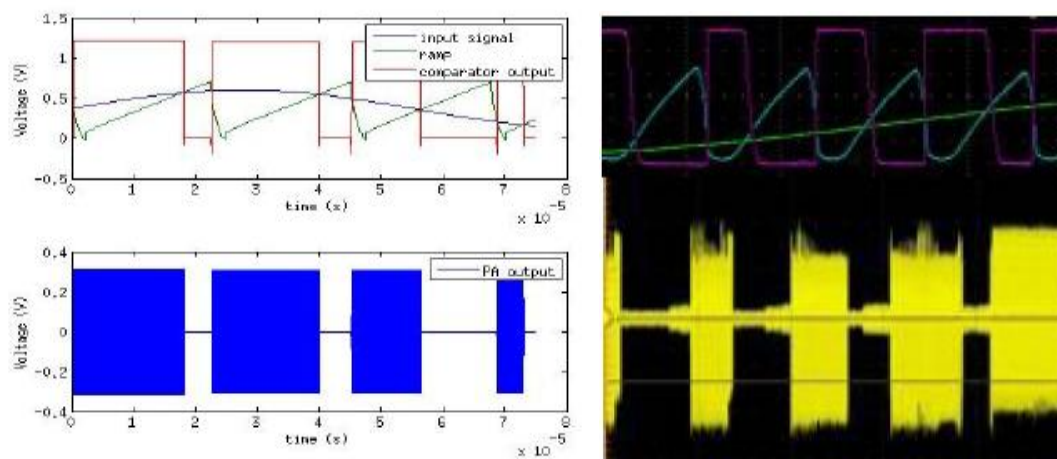 1.5
1
0.5
0
-0.5
Voltage (V)
input signal
ramp
comparator output
0 1 2 3 4 5 6 7 8
time (s)
x 10^-5
0.4
0.2
0
-0.2
-0.4
Voltage (V)
PA output
0 1 2 3 4 5 6 7 8
time (s)
x 10^-5